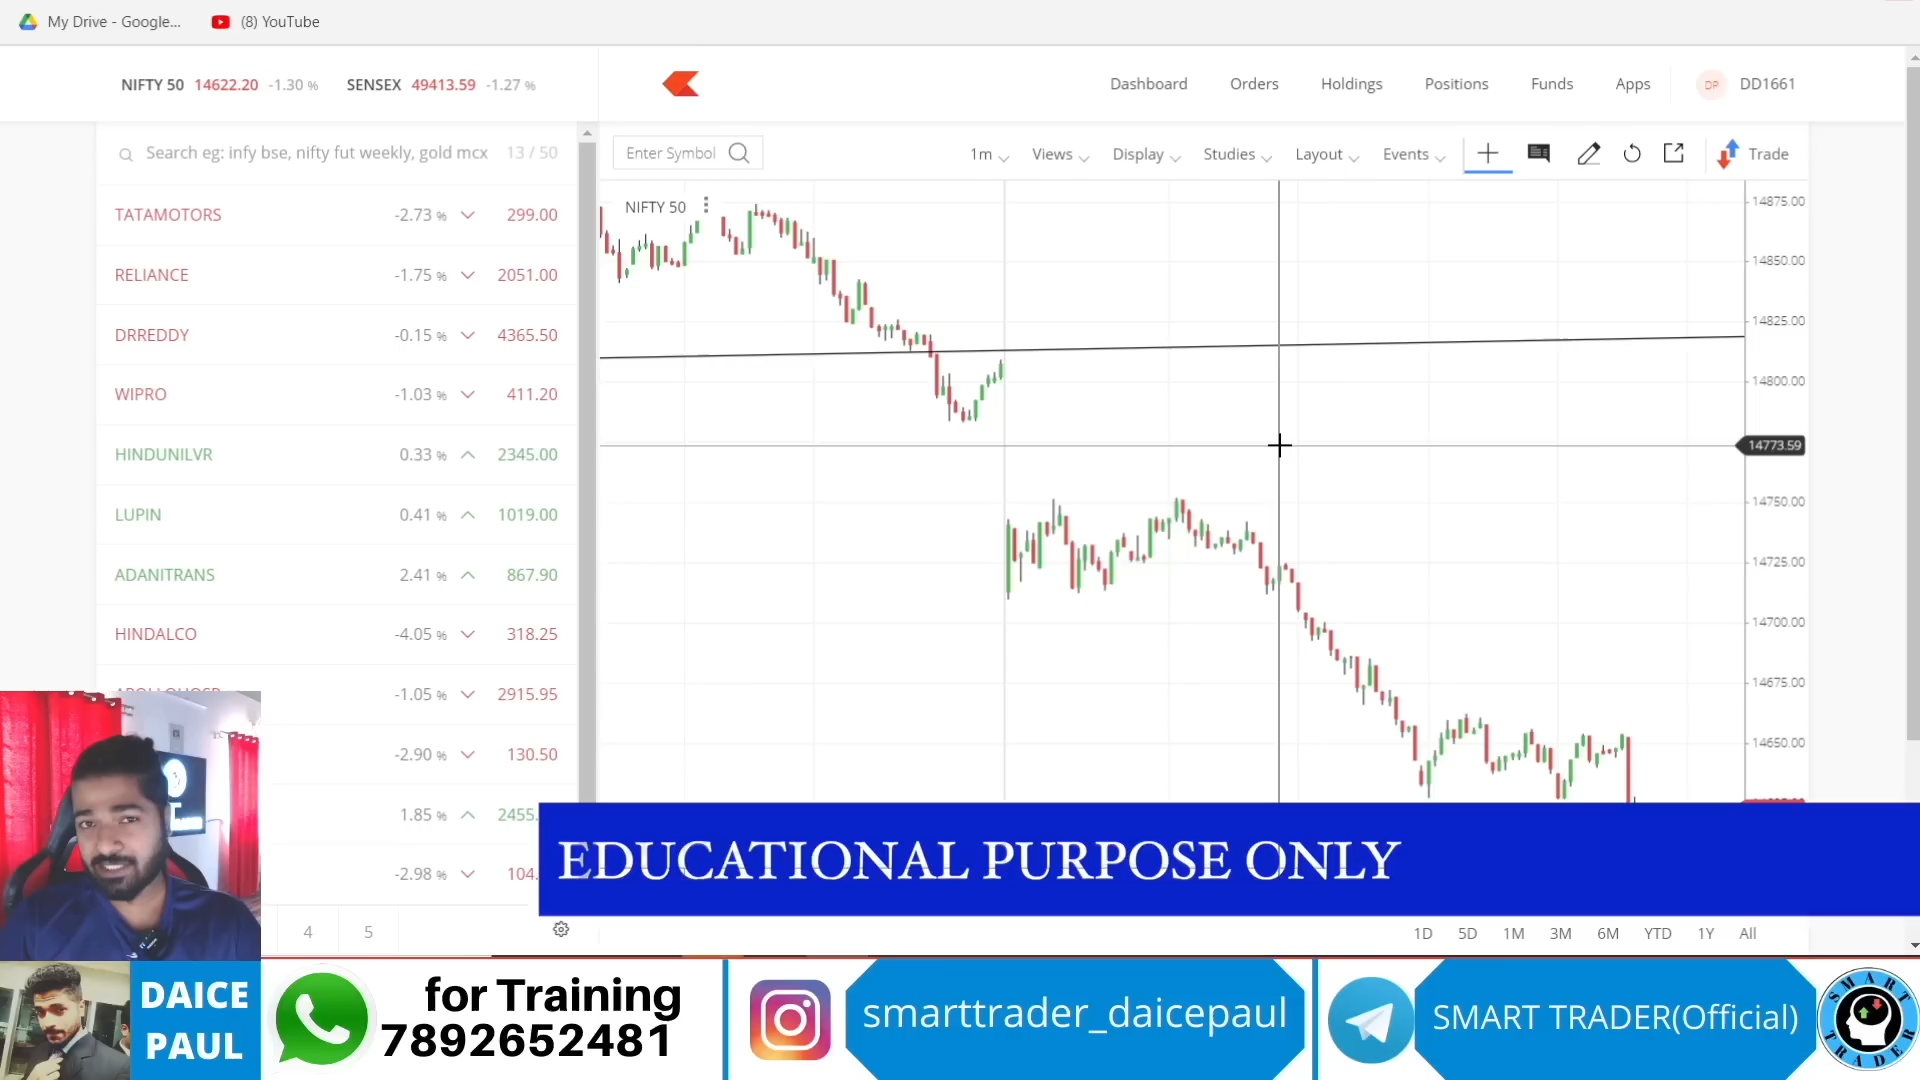 My Drive - Google...
(8) YouTube
NIFTY 50 14622.20 -1.30 %
SENSEX 49413.59 -1.27 %
Dashboard
Orders
Holdings
Positions
Funds
Apps
DP
DD1661
Search eg: infy bse, nifty fut weekly, gold mcx 13 / 50
Enter Symbol
1m
Views
Display
Studies
Layout
Events
Trade
TATAMOTORS -2.73 % 299.00
RELIANCE -1.75 % 2051.00
DRREDDY -0.15 % 4365.50
WIPRO -1.03 % 411.20
HINDUNILVR 0.33 % 2345.00
LUPIN 0.41 % 1019.00
ADANITRANS 2.41 % 867.90
HINDALCO -4.05 % 318.25
-1.05 % 2915.95
-2.90 % 130.50
1.85 % 2455.
-2.98 % 104.
4 5
NIFTY 50
14875.00
14850.00
14825.00
14800.00
14773.59
14750.00
14725.00
14700.00
14675.00
14650.00
EDUCATIONAL PURPOSE ONLY
1D 5D 1M 3M 6M YTD 1Y All
DAICE
PAUL
for Training
7892652481
smarttrader_daicepaul
SMART TRADER(Official)
SMART
TRADER